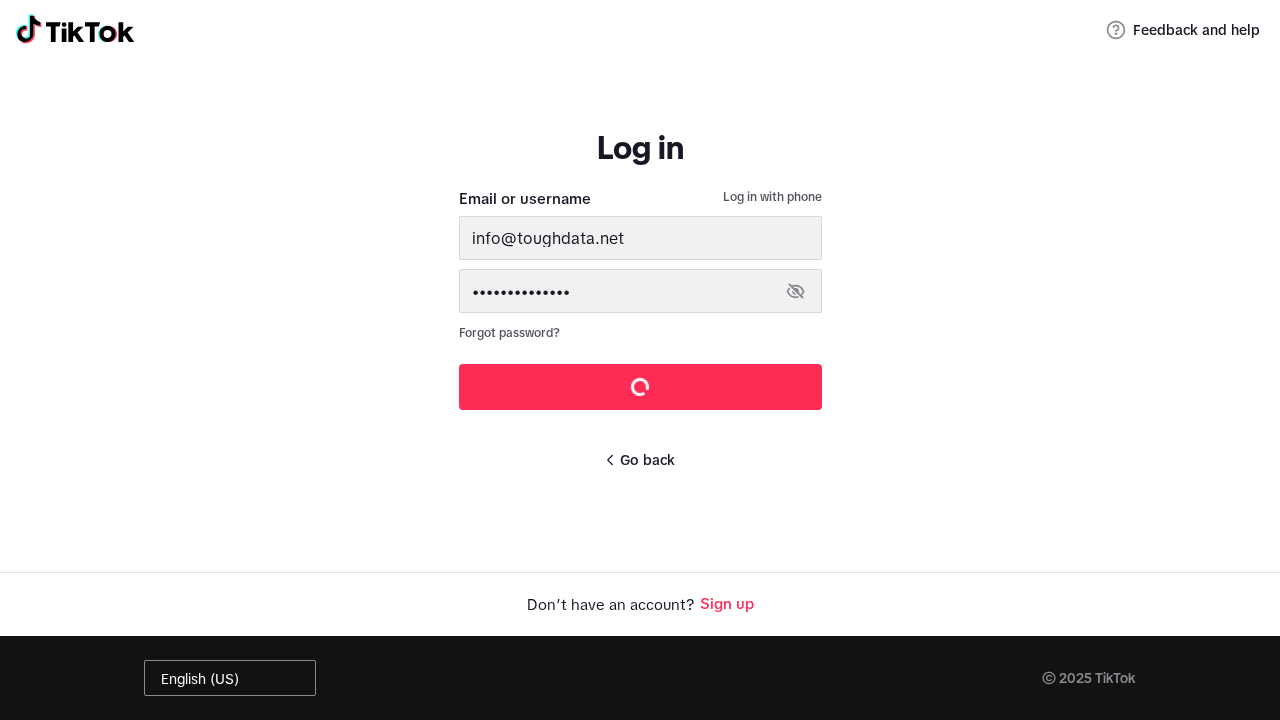 TikTok
Feedback and help
Log in
Email or username
Log in with phone
info@toughdata.net
••••••••••••••
Forgot password?
Go back
Don't have an account? Sign up
English (US)
© 2025 TikTok